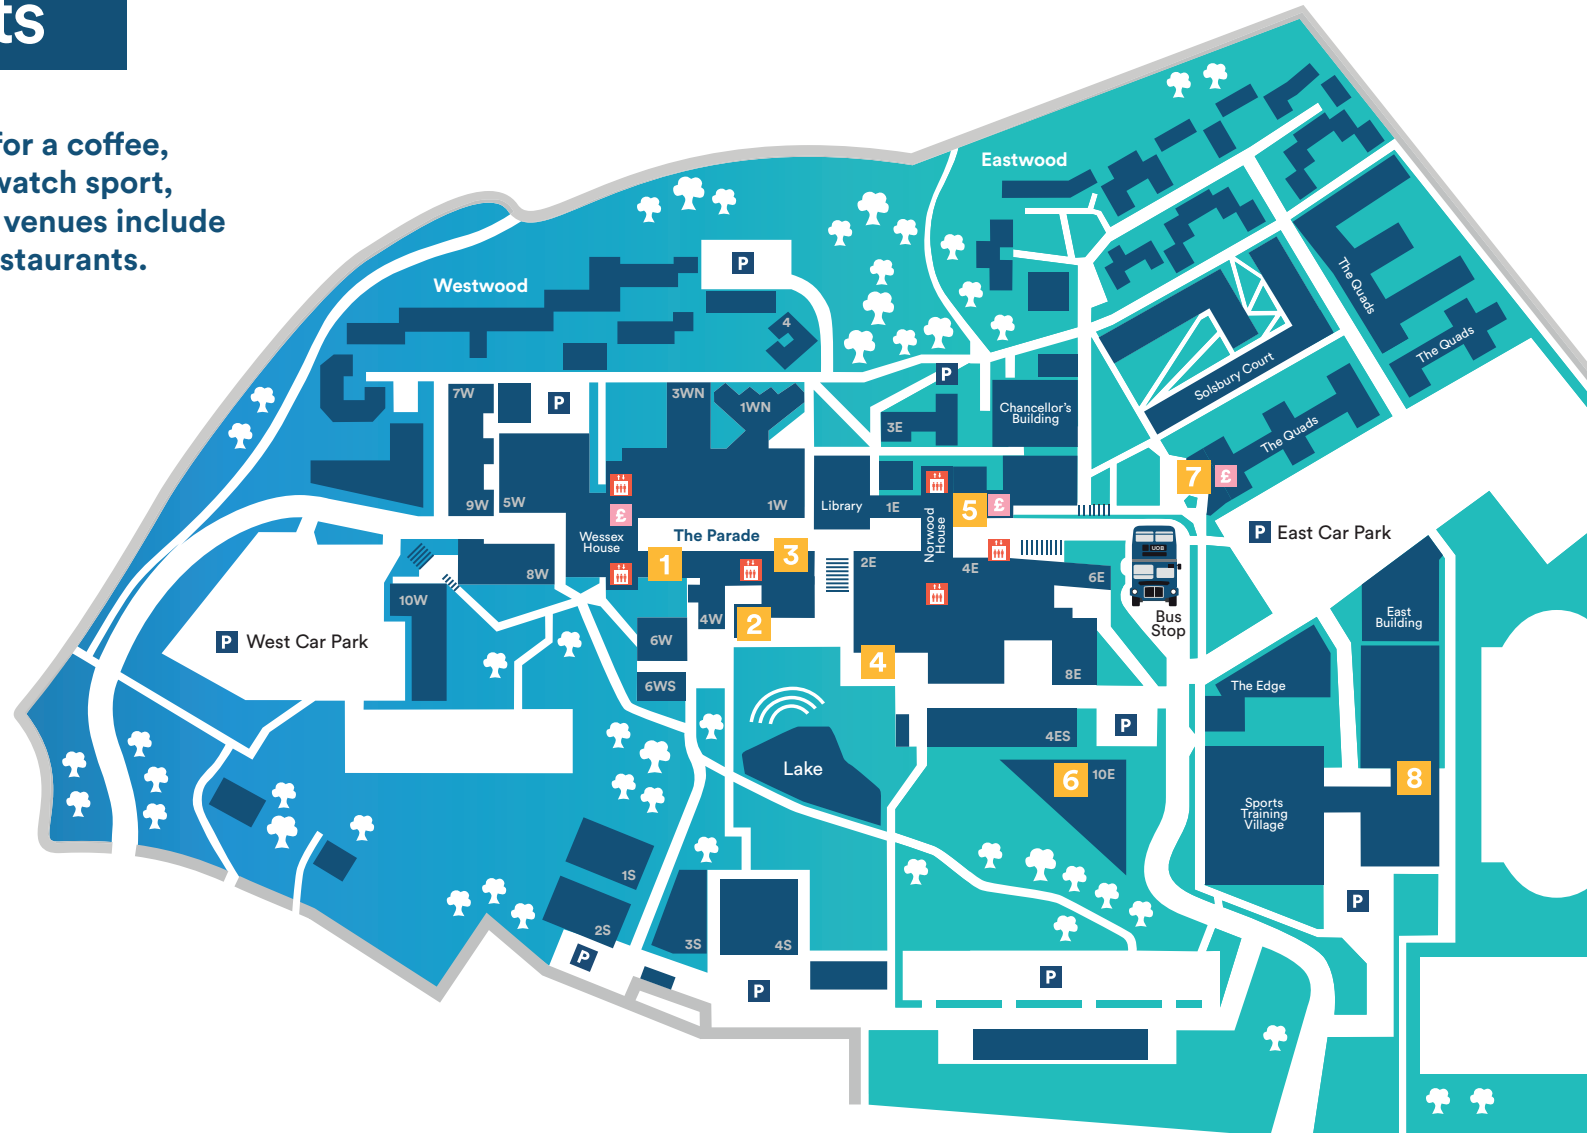 ts
for a coffee,
watch sport,
venues include
staurants.
Eastwood
Westwood
P
4
The Quads
The Quads
Solsbury Court
The Quads
7W
P
3WN
1WN
P
3E
Chancellor's
Building
9W
5W
£
1W
Library
1E
Norwood
House
5
£
7
£
Wessex
House
The Parade
1
3
2E
4E
6E
UOB
Bus
Stop
P East Car Park
8W
10W
4W
2
East
Building
P West Car Park
6W
6WS
4
8E
The Edge
4ES
P
Lake
6
10E
8
Sports
Training
Village
1S
2S
3S
4S
P
P
P
P